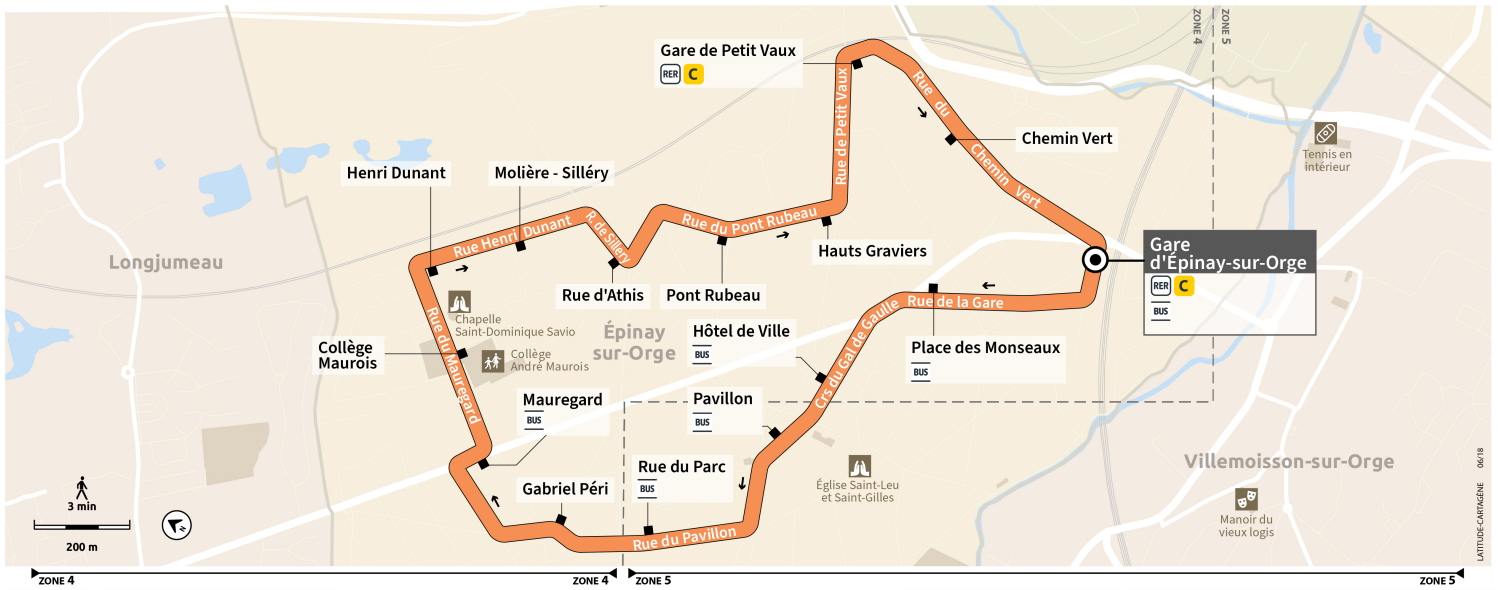 ZONE 4
ZONE 5
Gare de Petit Vaux
RER C
Rue de Petit Vaux
Rue du Chemin Vert
Chemin Vert
Tennis en
intérieur
Henri Dunant
Molière - Silléry
Rue Henri Dunant
R. de Sillery
Rue du Pont Rubeau
Hauts Graviers
Gare
d'Épinay-sur-Orge
RER C
BUS
Longjumeau
Rue d'Athis
Pont Rubeau
Rue de la Gare
Chapelle
Saint-Dominique Savio
Épinay
sur-Orge
Hôtel de Ville
BUS
Crs du Gal de Gaulle
Place des Monseaux
BUS
Collège
Maurois
Rue du Mauregard
Collège
André Maurois
Mauregard
BUS
Pavillon
BUS
Rue du Parc
BUS
Gabriel Péri
Rue du Pavillon
Église Saint-Leu
et Saint-Gilles
Villemoisson-sur-Orge
Manoir du
vieux logis
3 min
200 m
N
LATITUDE-CARTAGÈNE 06/18
ZONE 4
ZONE 4
ZONE 5
ZONE 5